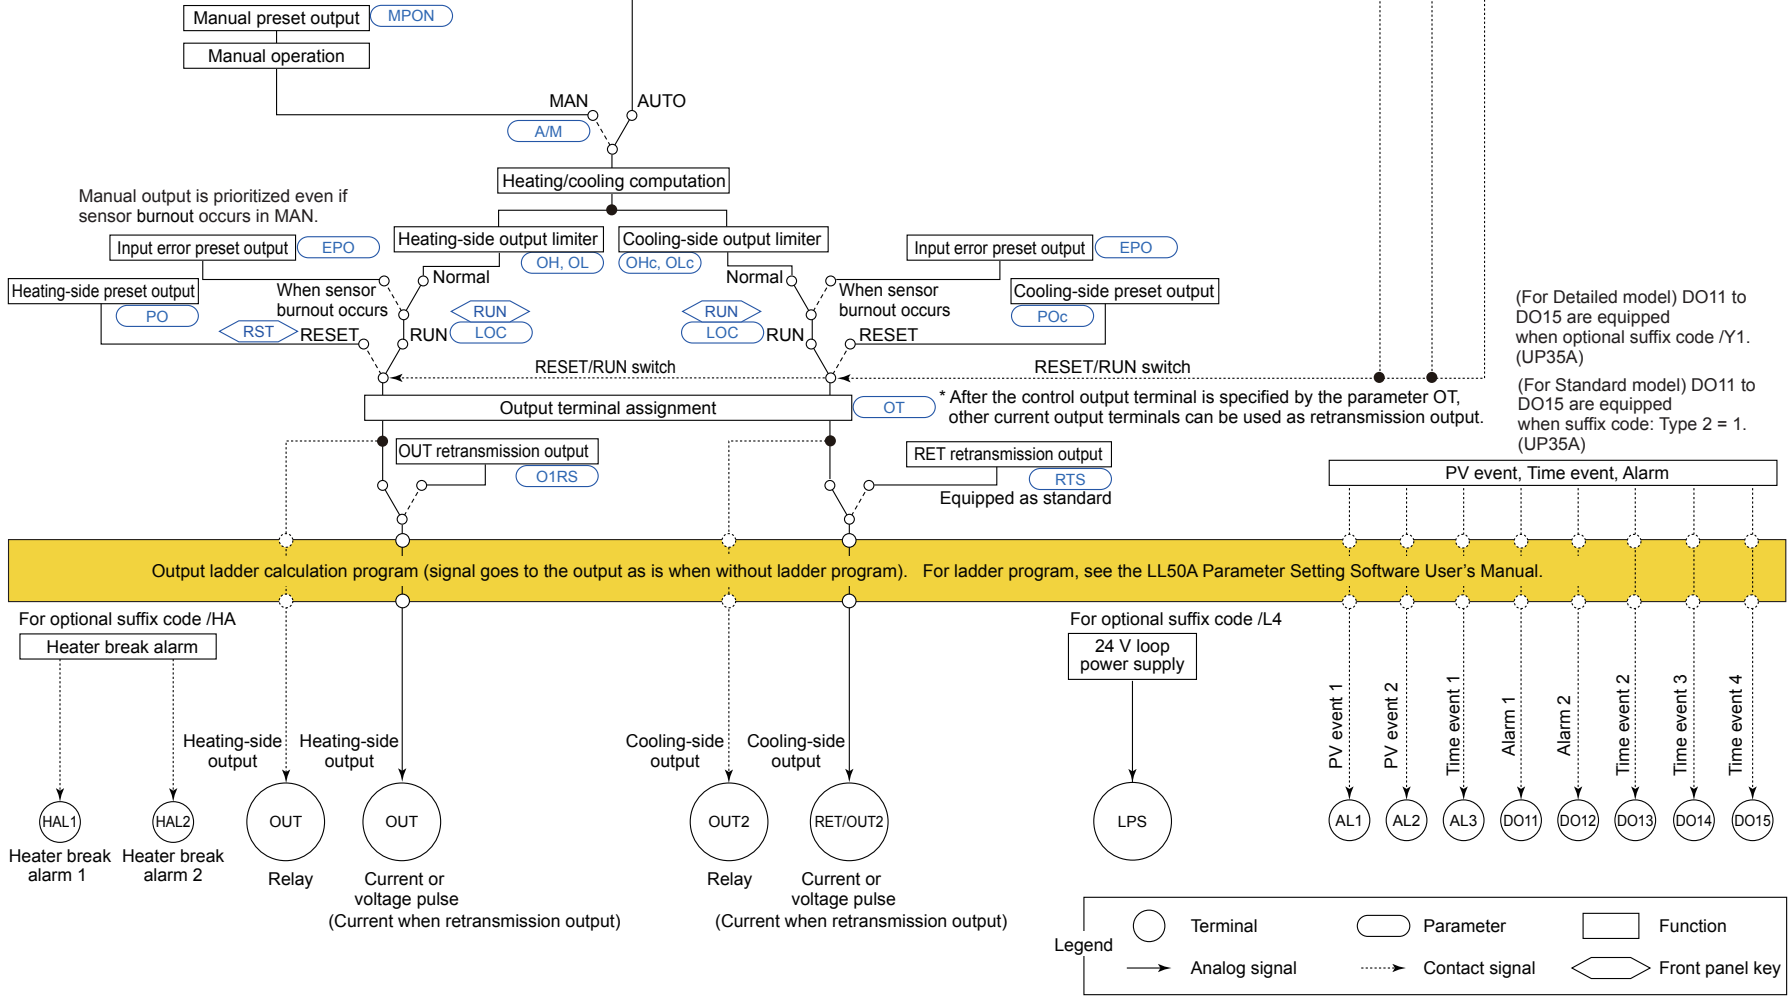 Manual preset output
MPON
Manual operation
MAN
AUTO
A/M
Heating/cooling computation
Manual output is prioritized even if
sensor burnout occurs in MAN.
Input error preset output
EPO
Heating-side output limiter
OH, OL
Cooling-side output limiter
OHc, OLc
Input error preset output
EPO
Normal
Normal
Heating-side preset output
PO
When sensor
burnout occurs
When sensor
burnout occurs
Cooling-side preset output
POc
RST
RESET
RUN
RUN
LOC
RUN
LOC
RUN
RESET
RESET/RUN switch
RESET/RUN switch
(For Detailed model) DO11 to
DO15 are equipped
when optional suffix code /Y1.
(UP35A)
(For Standard model) DO11 to
DO15 are equipped
when suffix code: Type 2 = 1.
(UP35A)
Output terminal assignment
OT
* After the control output terminal is specified by the parameter OT,
other current output terminals can be used as retransmission output.
OUT retransmission output
O1RS
RET retransmission output
RTS
Equipped as standard
PV event, Time event, Alarm
Output ladder calculation program (signal goes to the output as is when without ladder program). For ladder program, see the LL50A Parameter Setting Software User's Manual.
For optional suffix code /HA
Heater break alarm
For optional suffix code /L4
24 V loop
power supply
Heating-side
output
Heating-side
output
Cooling-side
output
Cooling-side
output
PV event 1
PV event 2
Time event 1
Alarm 1
Alarm 2
Time event 2
Time event 3
Time event 4
HAL1
HAL2
OUT
OUT
OUT2
RET/OUT2
LPS
AL1
AL2
AL3
DO11
DO12
DO13
DO14
DO15
Heater break
alarm 1
Heater break
alarm 2
Relay
Current or
voltage pulse
(Current when retransmission output)
Relay
Current or
voltage pulse
(Current when retransmission output)
Legend
Terminal
Parameter
Function
Analog signal
Contact signal
Front panel key